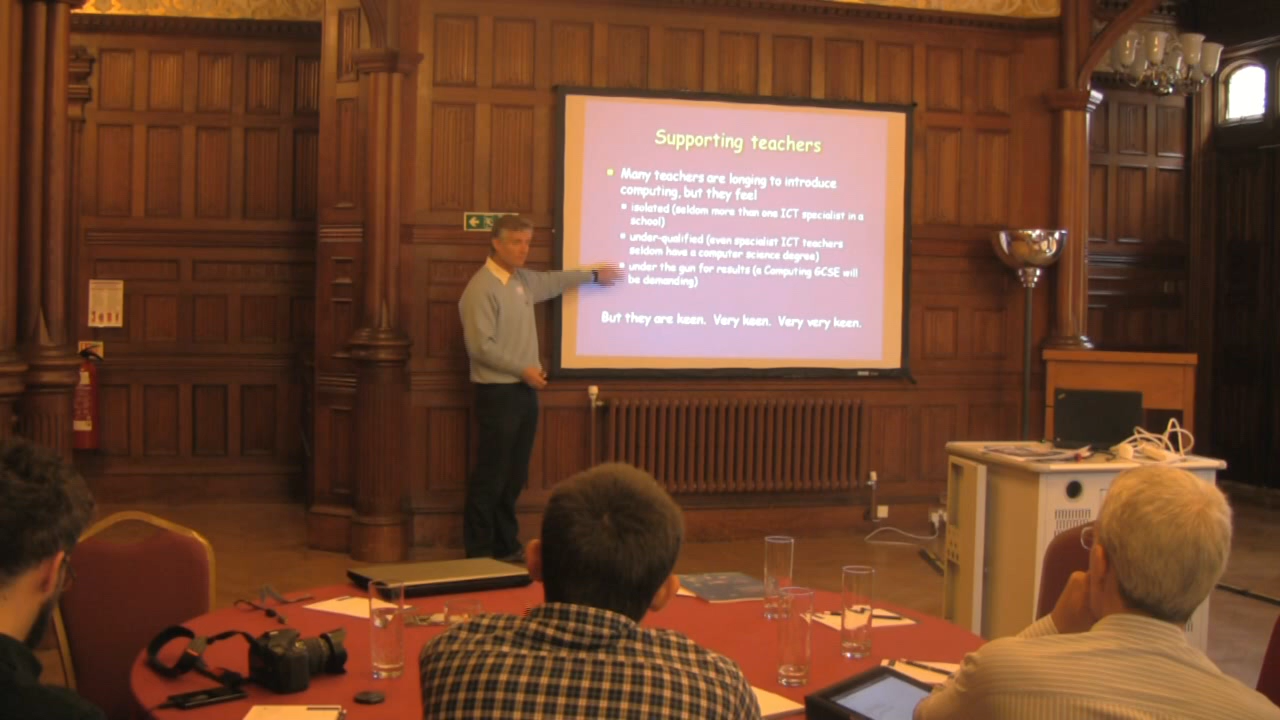 Supporting teachers
Many teachers are longing to introduce
computing, but they feel
isolated (seldom more than one ICT specialist in a
school)
under-qualified (even specialist ICT teachers
seldom have a computer science degree)
under the gun for results (a Computing GCSE will
be demanding)
But they are keen. Very keen. Very very keen.